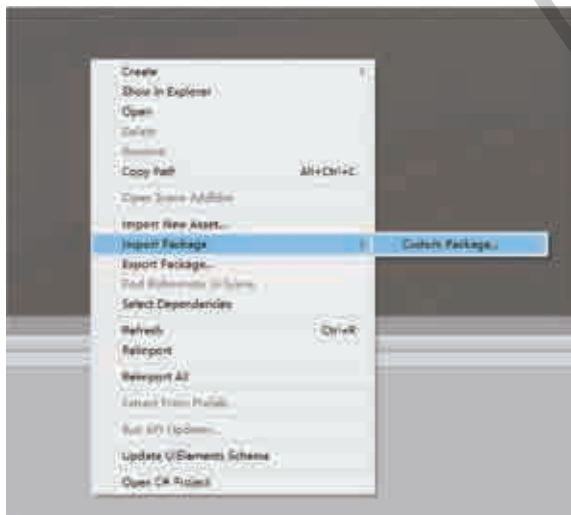 Create
Show in Explorer
Open
Delete
Rename
Copy Path Alt+Ctrl+C
Open Scene Additive
Import New Asset...
Import Package Custom Package...
Export Package...
Find References In Scene
Select Dependencies
Refresh Ctrl+R
Reimport
Reimport All
Extract From Prefab
Run API Updater...
Update UIElements Schema
Open C# Project